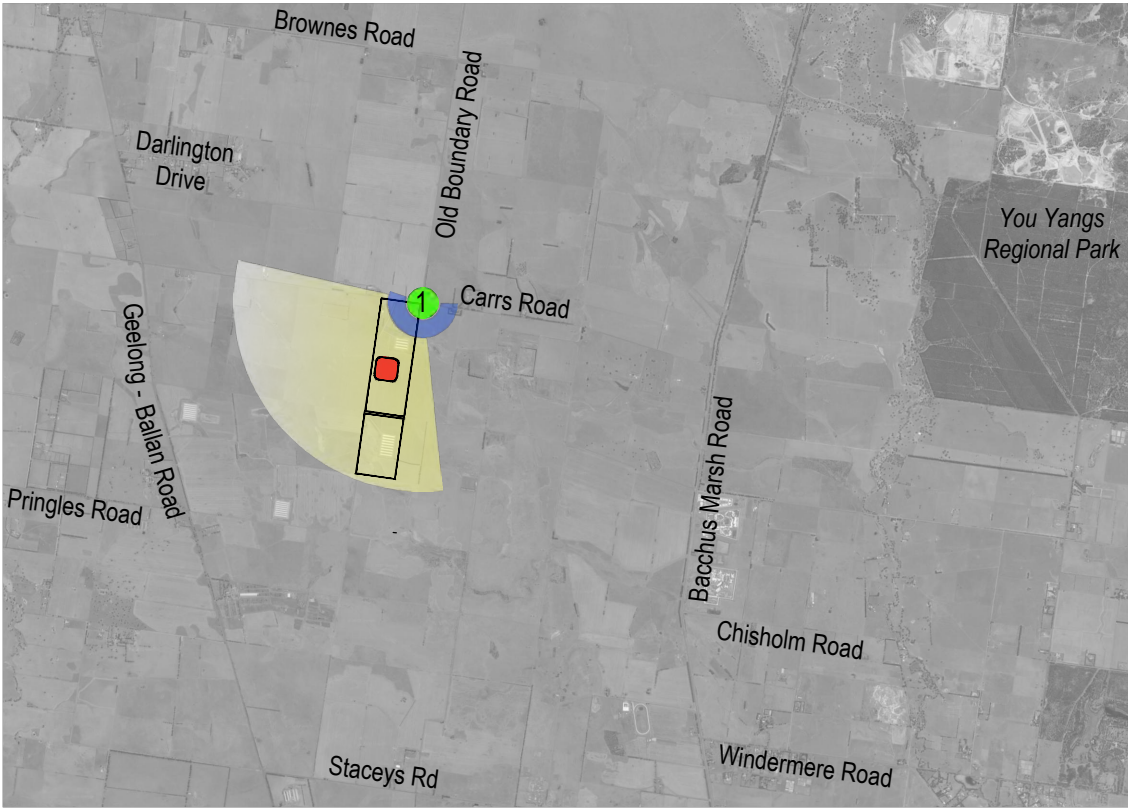 Brownes Road
Old Boundary Road
Darlington
Drive
You Yangs
Regional Park
1
Carrs Road
Geelong - Ballan Road
Bacchus Marsh Road
Pringles Road
-
Chisholm Road
Staceys Rd
Windermere Road